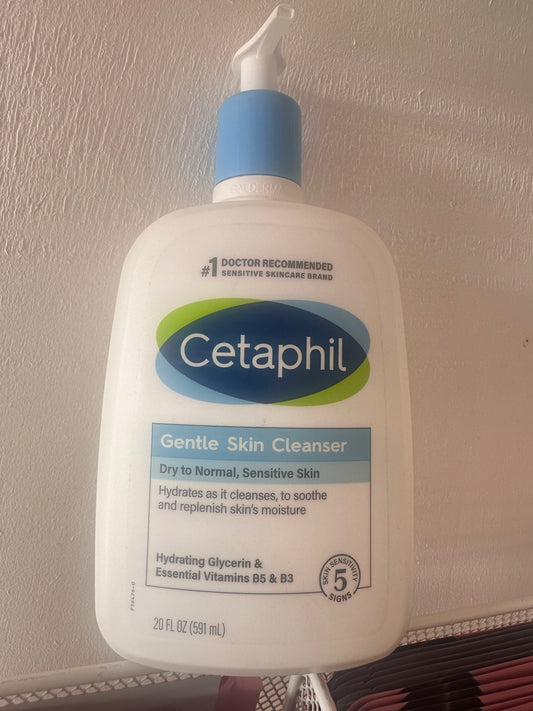 GALDERMA
#1 DOCTOR RECOMMENDED
SENSITIVE SKINCARE BRAND
Cetaphil
Gentle Skin Cleanser
Dry to Normal, Sensitive Skin
Hydrates as it cleanses, to soothe
and replenish skin's moisture
Hydrating Glycerin &
Essential Vitamins B5 & B3
SKIN SENSITIVITY
5
SIGNS
P56476-0
20 FL OZ (591 mL)